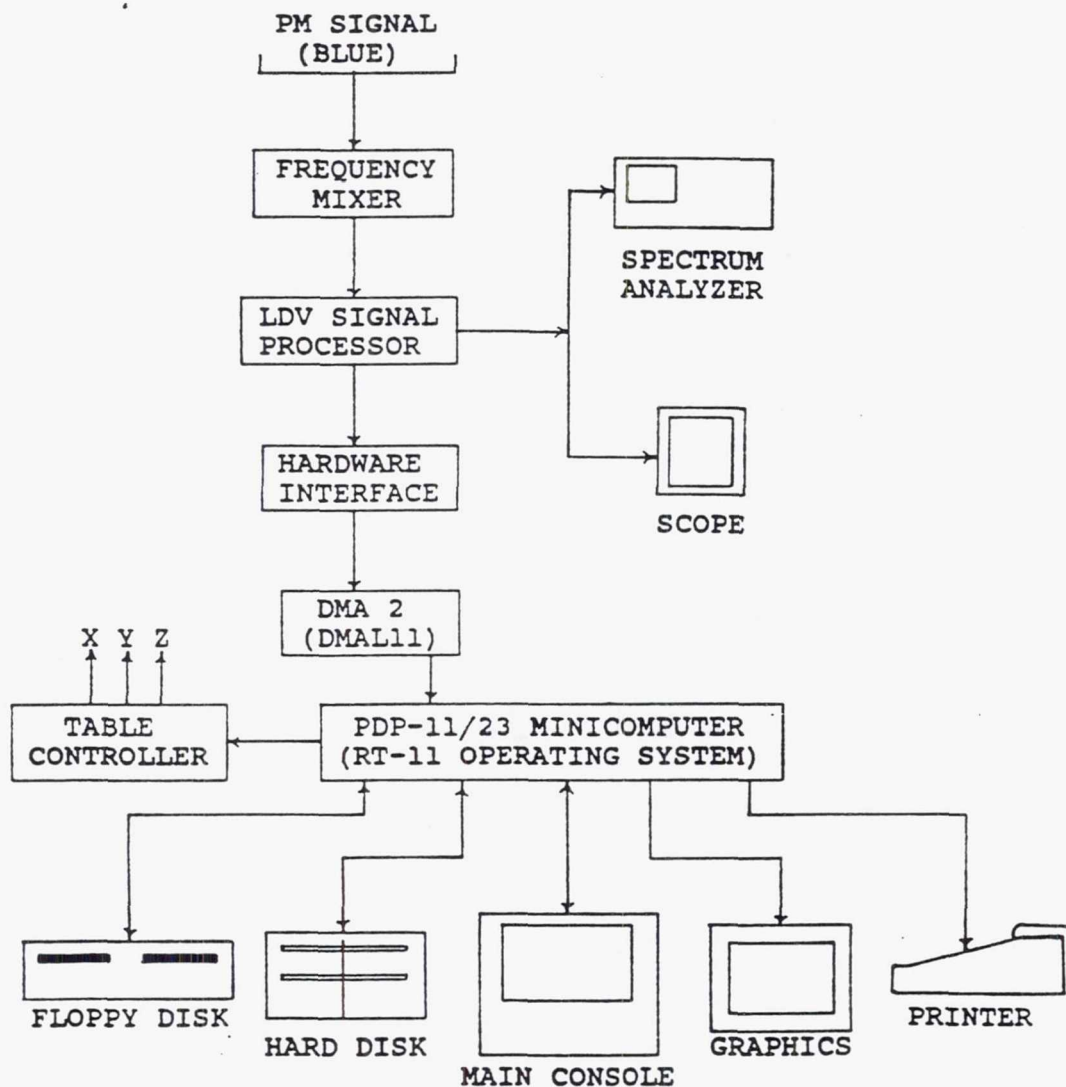 PM SIGNAL
(BLUE)
FREQUENCY
MIXER
SPECTRUM
ANALYZER
LDV SIGNAL
PROCESSOR
HARDWARE
INTERFACE
SCOPE
DMA 2
(DMAL11)
X Y Z
TABLE
CONTROLLER
PDP-11/23 MINICOMPUTER
(RT-11 OPERATING SYSTEM)
FLOPPY DISK
HARD DISK
MAIN CONSOLE
GRAPHICS
PRINTER